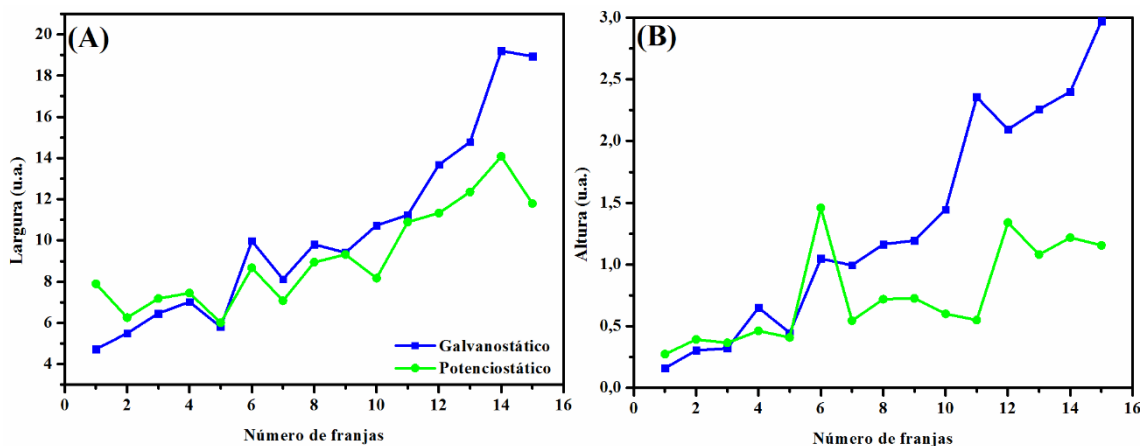 (A)
20
18
16
14
12
10
8
6
4
Largura (u.a.)
Galvanostático
Potenciostático
0 2 4 6 8 10 12 14 16
Número de franjas
(B)
3,0
2,5
2,0
1,5
1,0
0,5
0,0
Altura (u.a.)
0 2 4 6 8 10 12 14 16
Número de franjas